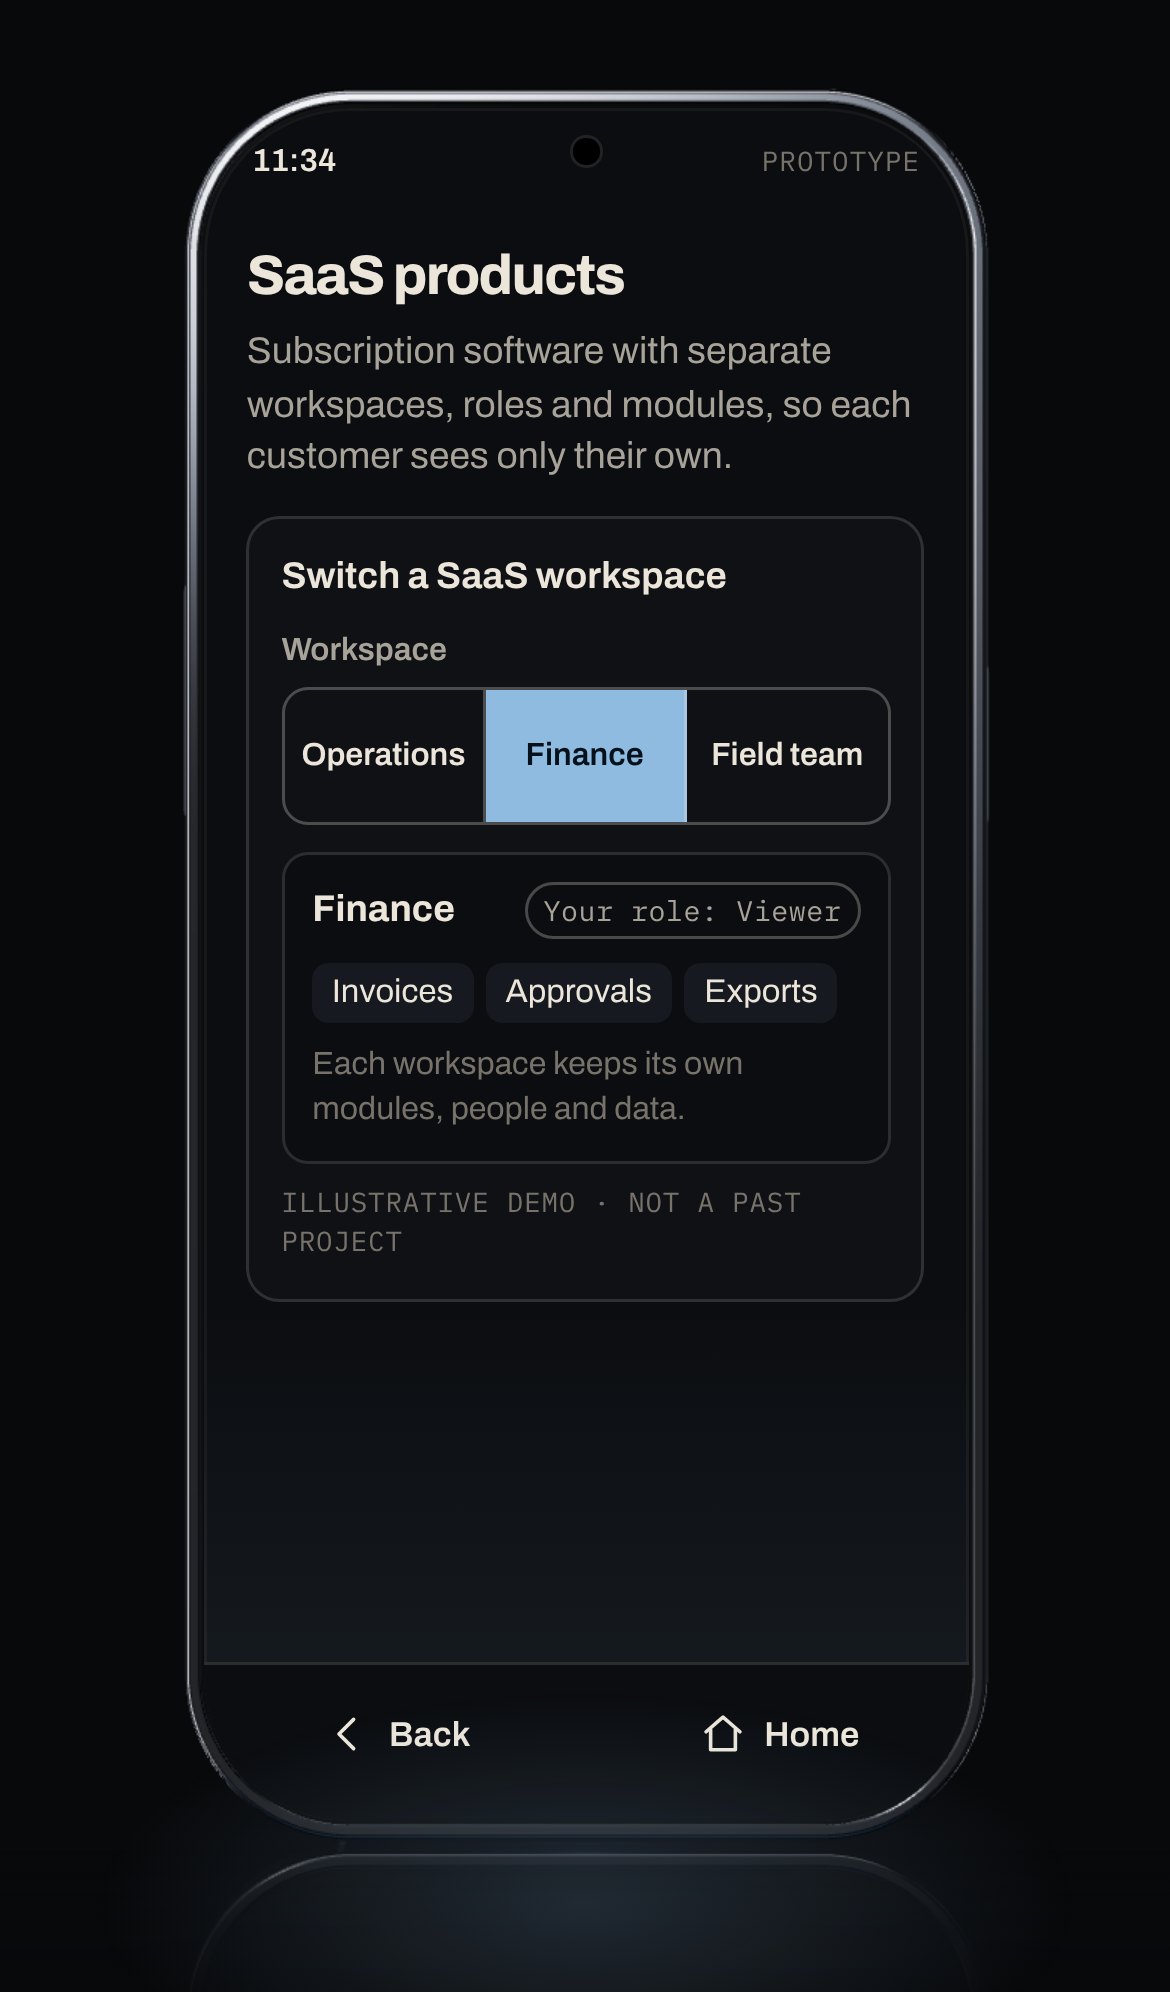 11:34
PROTOTYPE
SaaS products
Subscription software with separate
workspaces, roles and modules, so each
customer sees only their own.
Switch a SaaS workspace
Workspace
Operations
Finance
Field team
Finance
Your role: Viewer
Invoices
Approvals
Exports
Each workspace keeps its own
modules, people and data.
ILLUSTRATIVE DEMO · NOT A PAST
PROJECT
Back
Home